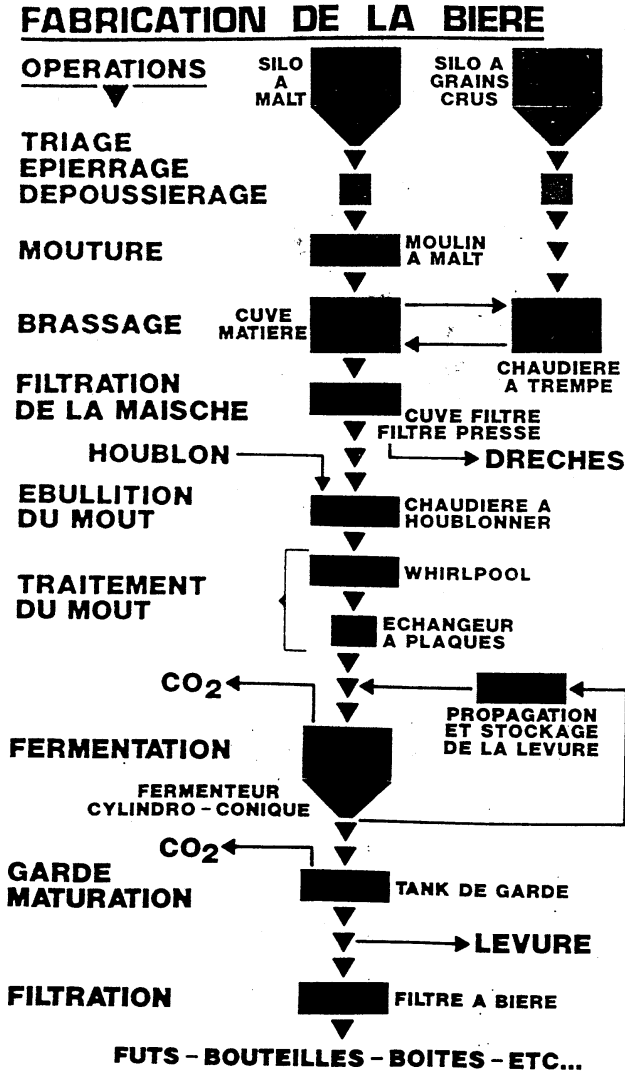 FABRICATION DE LA BIERE
OPERATIONS
SILO
A
MALT
SILO A
GRAINS
CRUS
TRIAGE
EPIERRAGE
DEPOUSSIERAGE
MOUTURE
MOULIN
A MALT
BRASSAGE
CUVE
MATIERE
CHAUDIERE
A TREMPE
FILTRATION
DE LA MAISCHE
CUVE FILTRE
FILTRE PRESSE
HOUBLON
DRECHES
EBULLITION
DU MOUT
CHAUDIERE A
HOUBLONNER
TRAITEMENT
DU MOUT
WHIRLPOOL
ECHANGEUR
A PLAQUES
CO2
PROPAGATION
ET STOCKAGE
DE LA LEVURE
FERMENTATION
FERMENTEUR
CYLINDRO-CONIQUE
CO2
GARDE
MATURATION
TANK DE GARDE
LEVURE
FILTRATION
FILTRE A BIERE
FUTS - BOUTEILLES - BOITES - ETC...